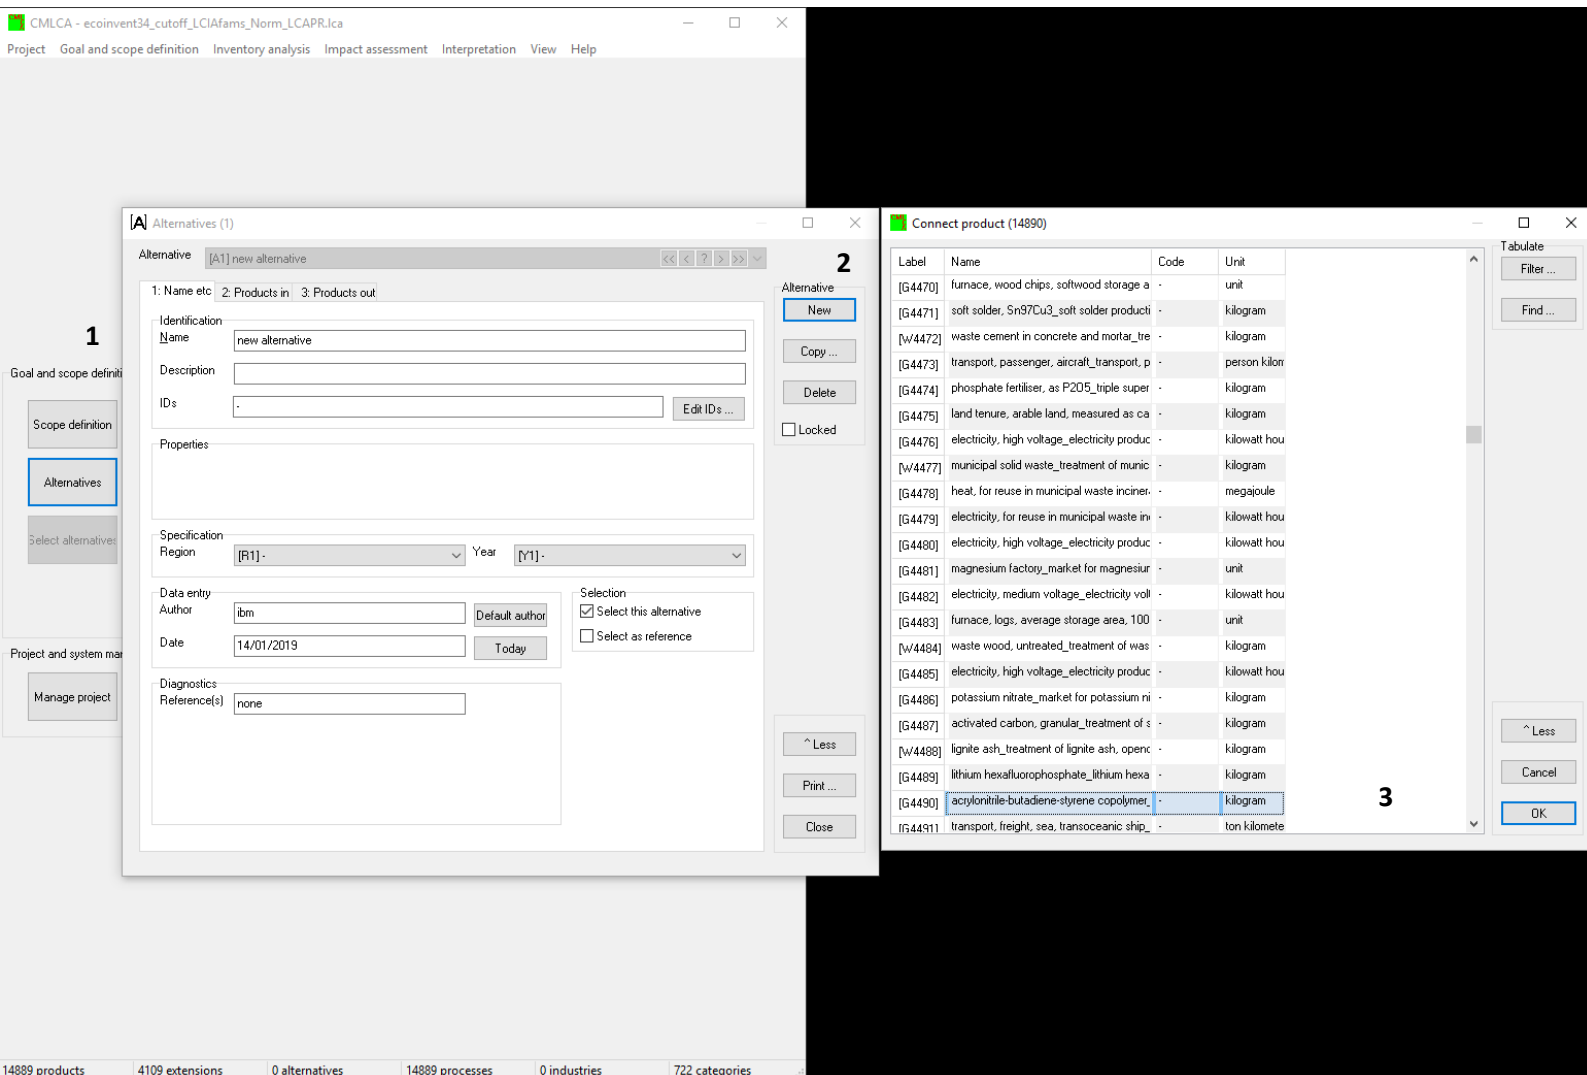 CMLCA - ecoinvent34_cutoff_LCIAfams_Norm_LCAPR.lca
Project Goal and scope definition Inventory analysis Impact assessment Interpretation View Help
1
Goal and scope definiti
Scope definition
Alternatives
Select alternatives
Project and system mar
Manage project
[A] Alternatives (1)
Alternative [A1] new alternative << < ? > >>
2
1: Name etc 2: Products in 3: Products out
Identification
Name new alternative
Description
IDs - Edit IDs ...
Properties
Specification
Region [R1] - Year [Y1] -
Data entry
Author ibm Default author
Date 14/01/2019 Today
Selection
Select this alternative
Select as reference
Diagnostics
Reference(s) none
Alternative
New
Copy ...
Delete
Locked
^ Less
Print ...
Close
Connect product (14890)
Label Name Code Unit
[G4470] furnace, wood chips, softwood storage a - unit
[G4471] soft solder, Sn97Cu3_soft solder producti - kilogram
[W4472] waste cement in concrete and mortar_tre - kilogram
[G4473] transport, passenger, aircraft_transport, p - person kilom
[G4474] phosphate fertiliser, as P2O5_triple super - kilogram
[G4475] land tenure, arable land, measured as ca - kilogram
[G4476] electricity, high voltage_electricity produc - kilowatt hou
[W4477] municipal solid waste_treatment of munic - kilogram
[G4478] heat, for reuse in municipal waste inciner - megajoule
[G4479] electricity, for reuse in municipal waste in - kilowatt hou
[G4480] electricity, high voltage_electricity produc - kilowatt hou
[G4481] magnesium factory_market for magnesiur - unit
[G4482] electricity, medium voltage_electricity volt - kilowatt hou
[G4483] furnace, logs, average storage area, 100 - unit
[W4484] waste wood, untreated_treatment of was - kilogram
[G4485] electricity, high voltage_electricity produc - kilowatt hou
[G4486] potassium nitrate_market for potassium ni - kilogram
[G4487] activated carbon, granular_treatment of s - kilogram
[W4488] lignite ash_treatment of lignite ash, openc - kilogram
[G4489] lithium hexafluorophosphate_lithium hexa - kilogram
[G4490] acrylonitrile-butadiene-styrene copolymer_ - kilogram
[G4491] transport, freight, sea, transoceanic ship_ - ton kilomete
3
Tabulate
Filter ...
Find ...
^ Less
Cancel
OK
14889 products 4109 extensions 0 alternatives 14889 processes 0 industries 722 categories